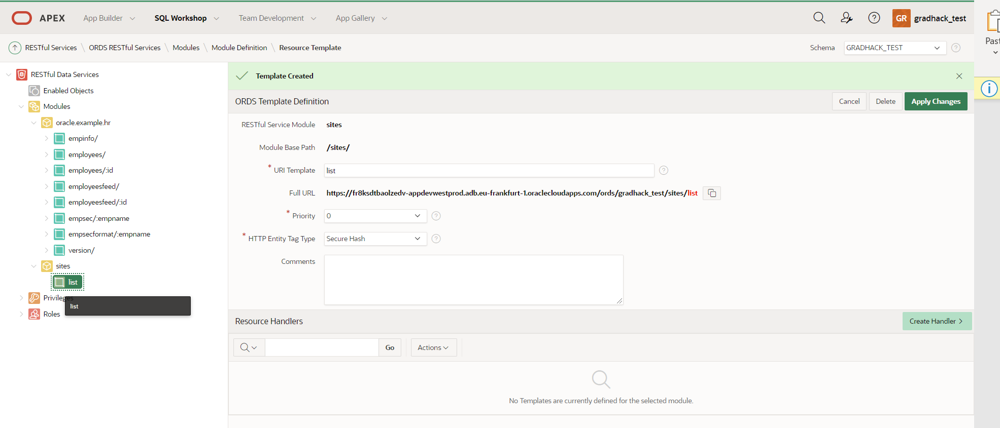 APEX App Builder SQL Workshop Team Development App Gallery GR gradhack_test
RESTful Services \ ORDS RESTful Services \ Modules \ Module Definition \ Resource Template Schema GRADHACK_TEST
RESTful Data Services
Enabled Objects
Modules
oracle.example.hr
empinfo/
employees/
employees/:id
employeesfeed/
employeesfeed/:id
empsec/:empname
empsecformat/:empname
version/
sites
list
Privileges
list
Roles
Template Created
ORDS Template Definition Cancel Delete Apply Changes
RESTful Service Module sites
Module Base Path /sites/
* URI Template list
Full URL https://fr8ksdtbaolzedv-appdevwestprod.adb.eu-frankfurt-1.oraclecloudapps.com/ords/gradhack_test/sites/list
* Priority 0
* HTTP Entity Tag Type Secure Hash
Comments
Resource Handlers Create Handler >
Go Actions
No Templates are currently defined for the selected module.